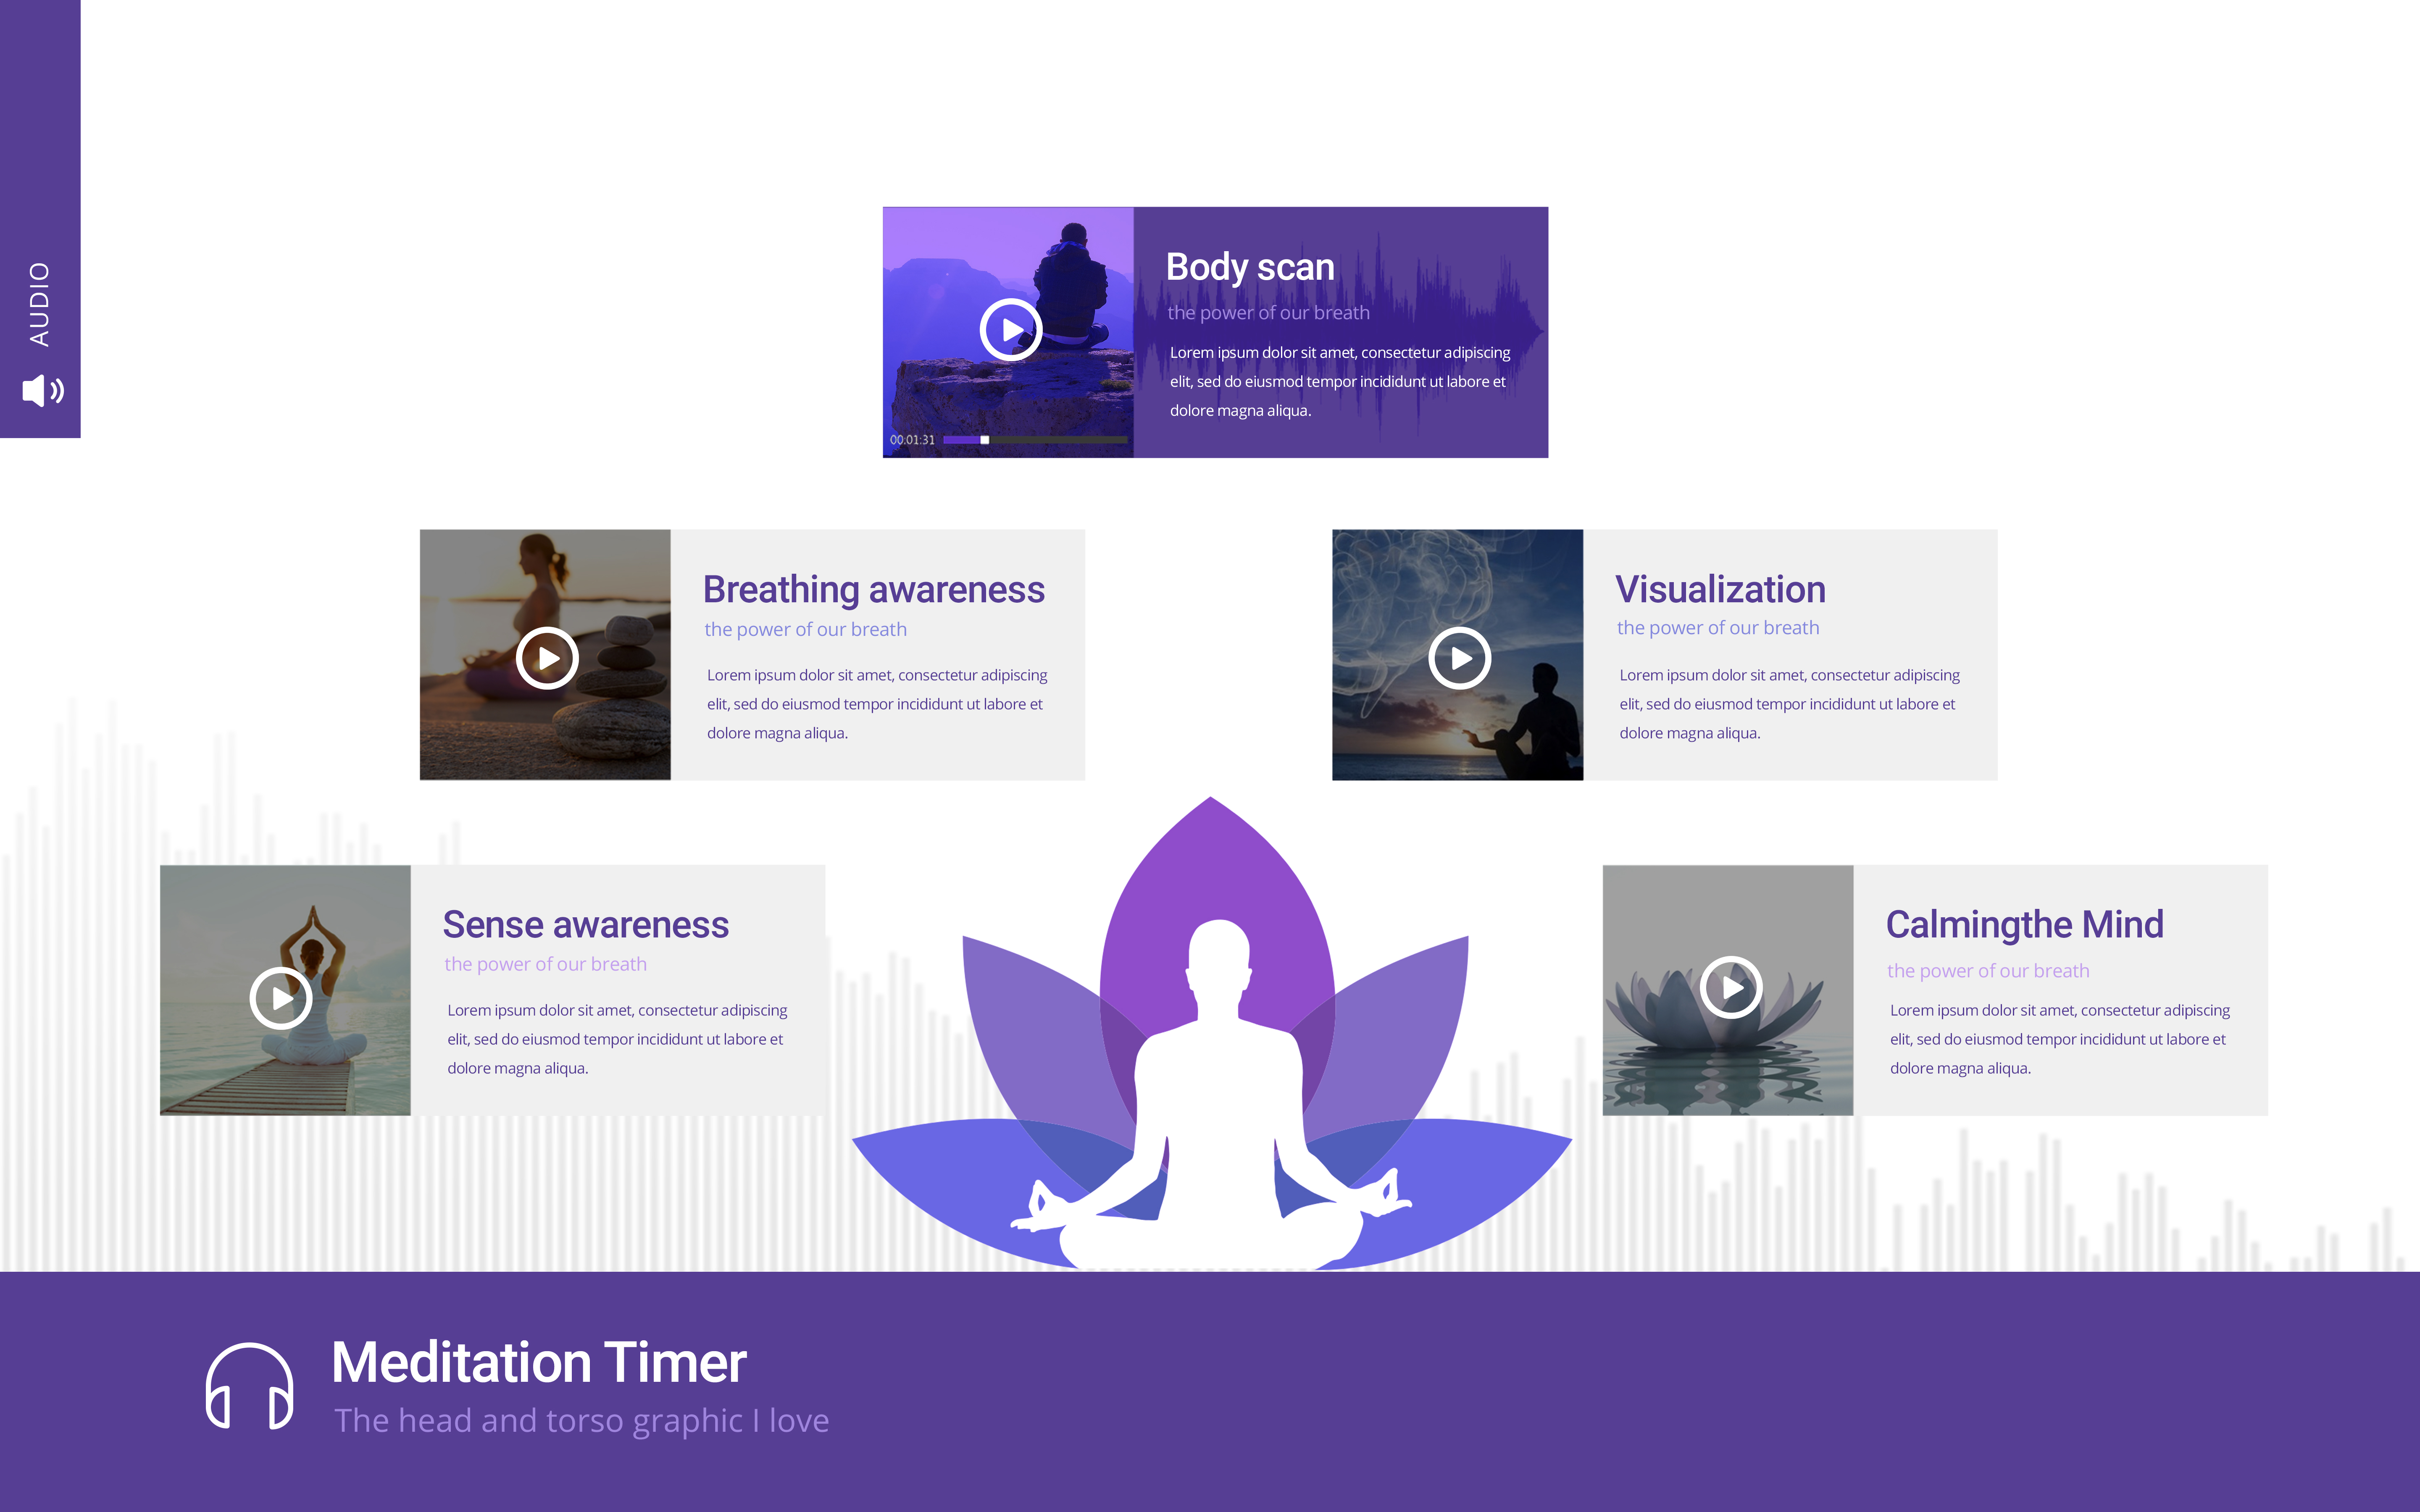 AUDIO
Body scan
the power of our breath
Lorem ipsum dolor sit amet, consectetur adipiscing
elit, sed do eiusmod tempor incididunt ut labore et
dolore magna aliqua.
00:01:31
Breathing awareness
the power of our breath
Lorem ipsum dolor sit amet, consectetur adipiscing
elit, sed do eiusmod tempor incididunt ut labore et
dolore magna aliqua.
Visualization
the power of our breath
Lorem ipsum dolor sit amet, consectetur adipiscing
elit, sed do eiusmod tempor incididunt ut labore et
dolore magna aliqua.
Sense awareness
the power of our breath
Lorem ipsum dolor sit amet, consectetur adipiscing
elit, sed do eiusmod tempor incididunt ut labore et
dolore magna aliqua.
Calmingthe Mind
the power of our breath
Lorem ipsum dolor sit amet, consectetur adipiscing
elit, sed do eiusmod tempor incididunt ut labore et
dolore magna aliqua.
Meditation Timer
The head and torso graphic I love